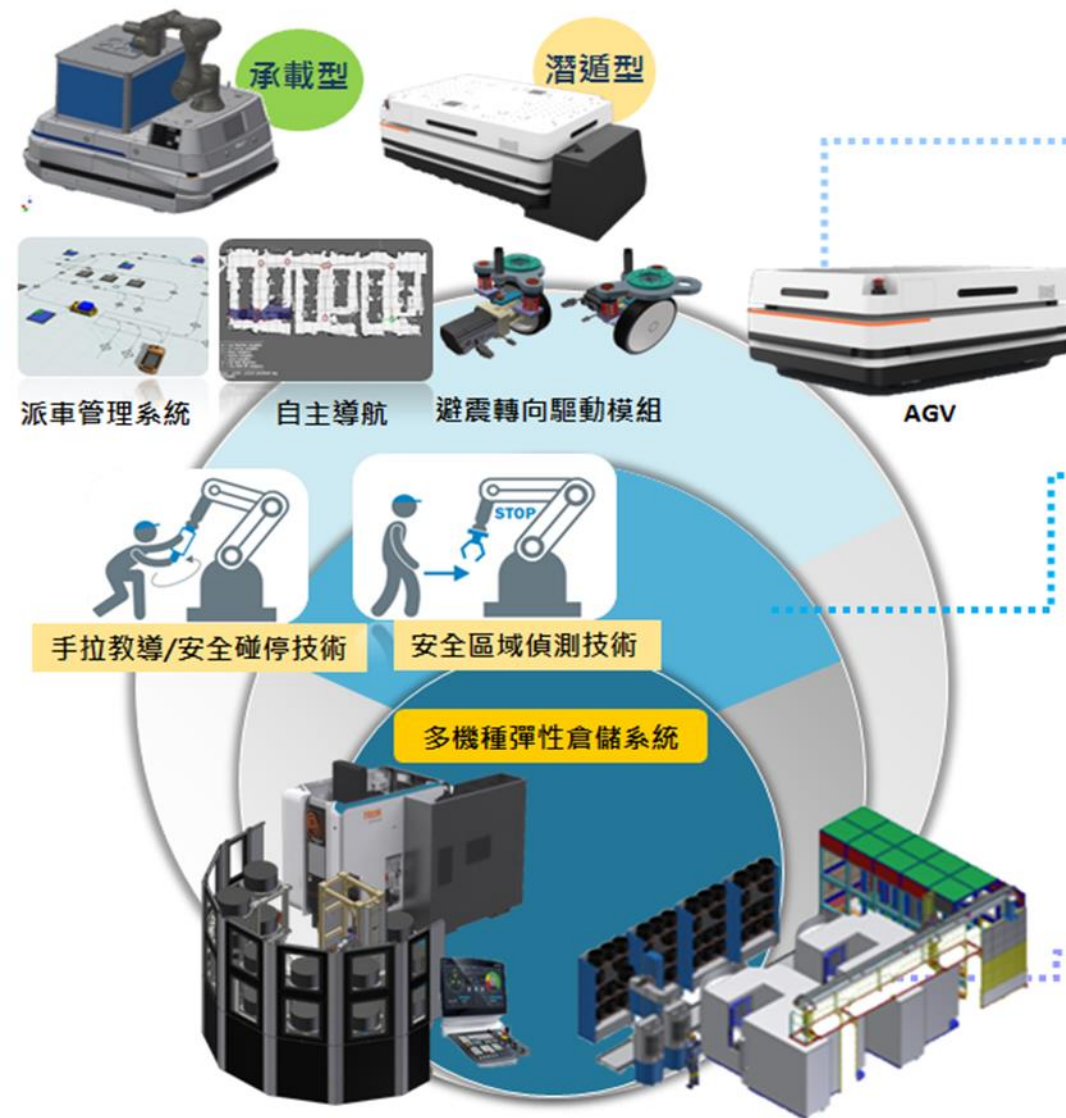 承載型
潛遁型
派車管理系統
自主導航
避震轉向驅動模組
AGV
STOP
手拉教導/安全碰停技術
安全區域偵測技術
多機種彈性倉儲系統